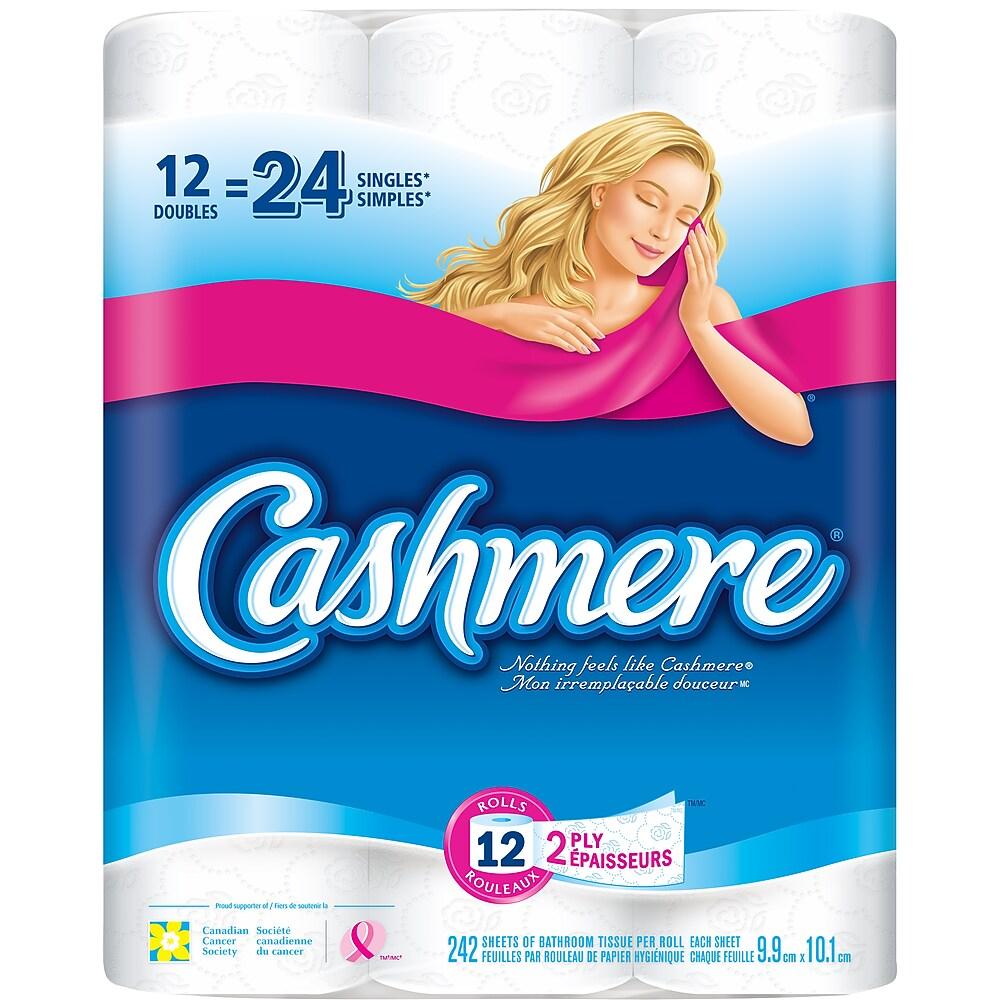 12 DOUBLES = 24 SINGLES* SIMPLES*
®
Cashmere®
Nothing feels like Cashmere®
Mon irremplaçable douceur MC
ROLLS
12
ROULEAUX
2 PLY ÉPAISSEURS
TM/MC
Proud supporter of / Fiers de soutenir la
Canadian Cancer Society
Société canadienne du cancer
TM*/MC*
242 SHEETS OF BATHROOM TISSUE PER ROLL EACH SHEET 9.9 cm x 10.1 cm
FEUILLES PAR ROULEAU DE PAPIER HYGIÉNIQUE CHAQUE FEUILLE